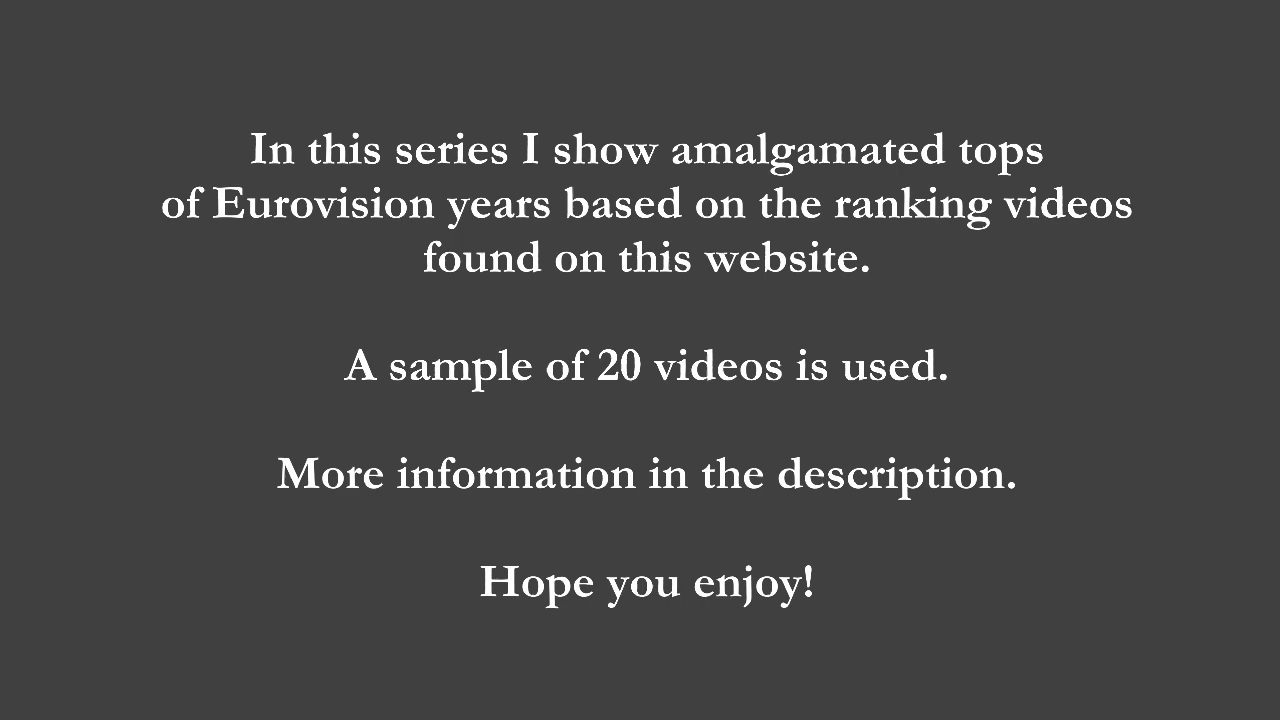 In this series I show amalgamated tops
of Eurovision years based on the ranking videos
found on this website.
A sample of 20 videos is used.
More information in the description.
Hope you enjoy!